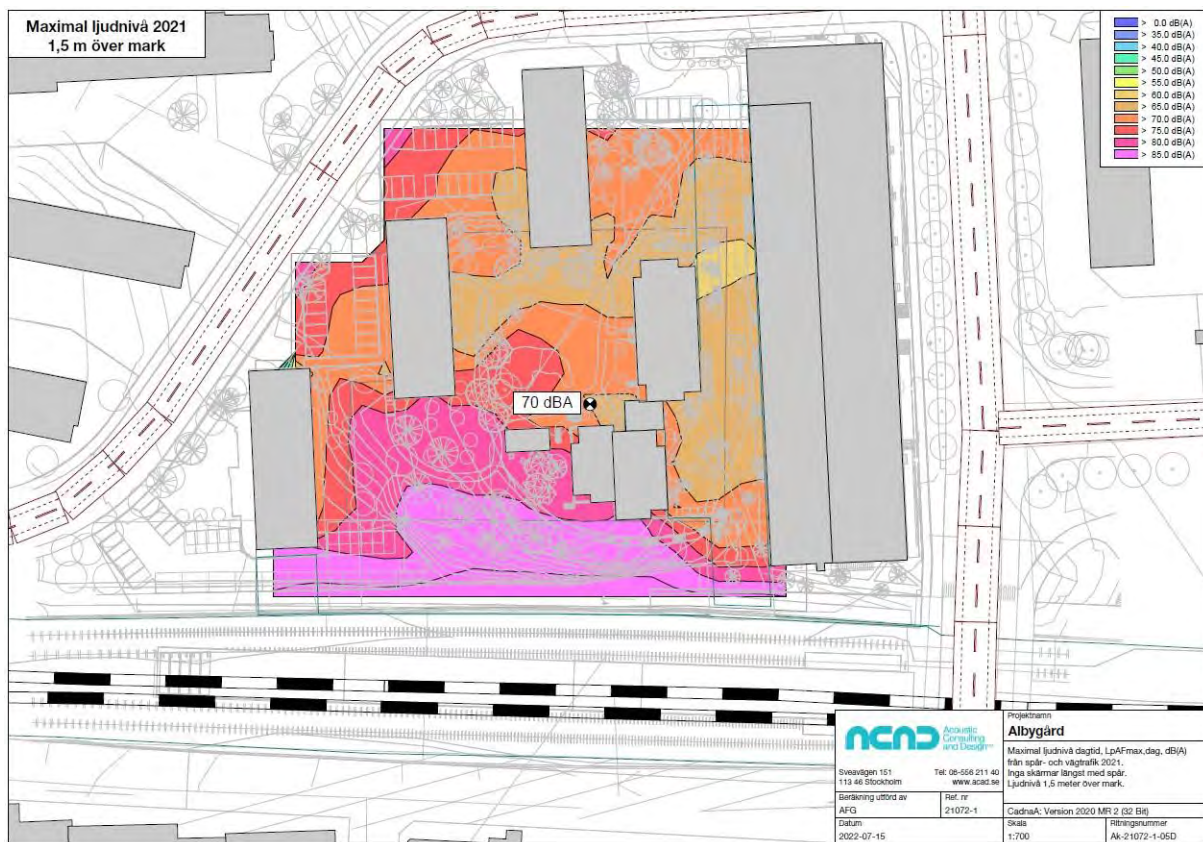 Maximal ljudnivå 2021
1,5 m över mark
> 0.0 dB(A)
> 35.0 dB(A)
> 40.0 dB(A)
> 45.0 dB(A)
> 50.0 dB(A)
> 55.0 dB(A)
> 60.0 dB(A)
> 65.0 dB(A)
> 70.0 dB(A)
> 75.0 dB(A)
> 80.0 dB(A)
> 85.0 dB(A)
70 dBA
ACAD
Acoustic
Consulting
and Design
Sveavägen 151
113 46 Stockholm
Tel: 08-556 211 40
www.acad.se
Beräkning utförd av
AFG
Ref. nr
21072-1
Datum
2022-07-15
Projektnamn
Albygård
Maximal ljudnivå dagtid, LpAFmax,dag, dB(A)
från spår- och vägtrafik 2021.
Inga skärmar längst med spår.
Ljudnivå 1,5 meter över mark.
CadnaA: Version 2020 MR 2 (32 Bit)
Skala
1:700
Ritningsnummer
Ak-21072-1-05D